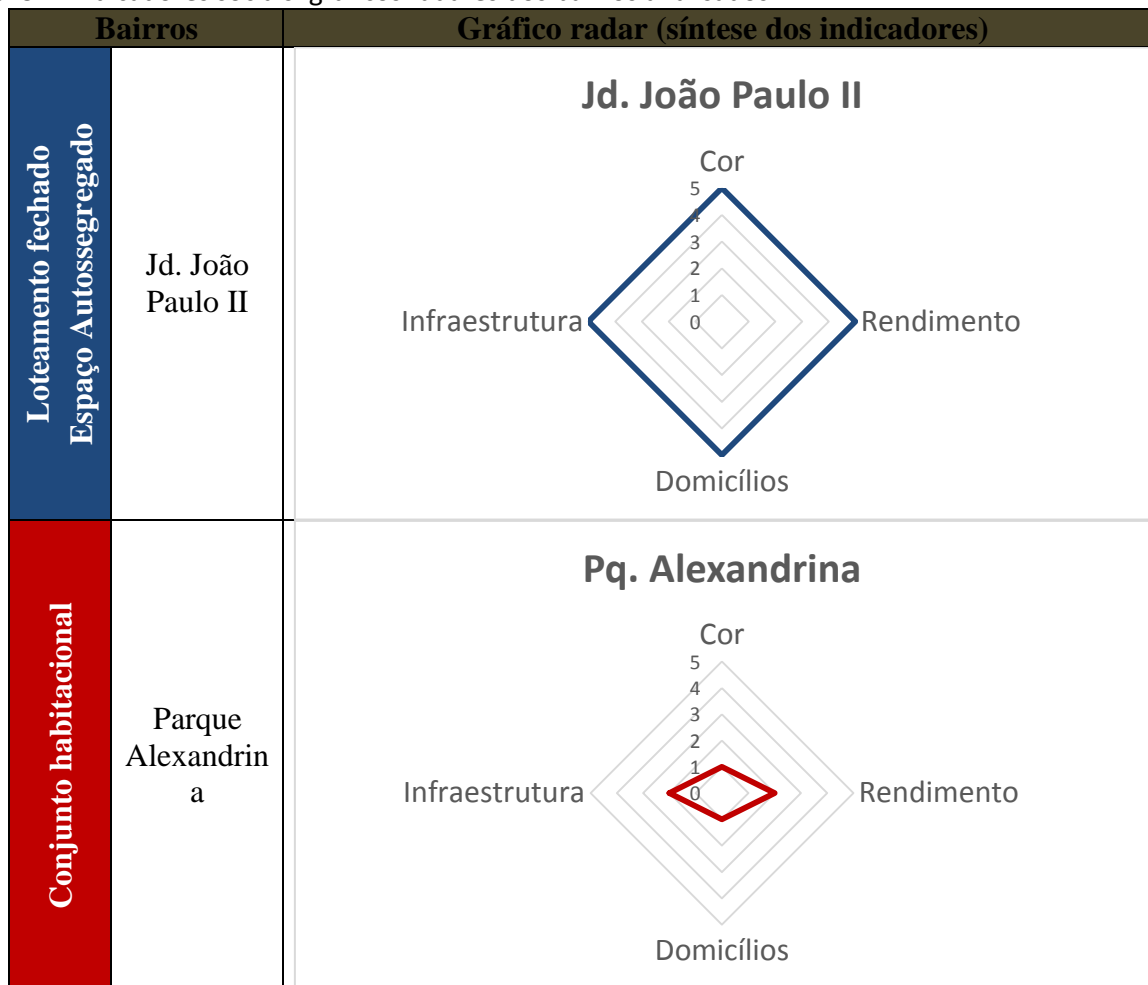 Bairros
Gráfico radar (síntese dos indicadores)
Loteamento fechado
Espaço Autossegregado
Jd. João
Paulo II
Jd. João Paulo II
Cor
5
4
3
2
1
0
Infraestrutura
Rendimento
Domicílios
Conjunto habitacional
Parque
Alexandrin
a
Pq. Alexandrina
Cor
5
4
3
2
1
0
Infraestrutura
Rendimento
Domicílios